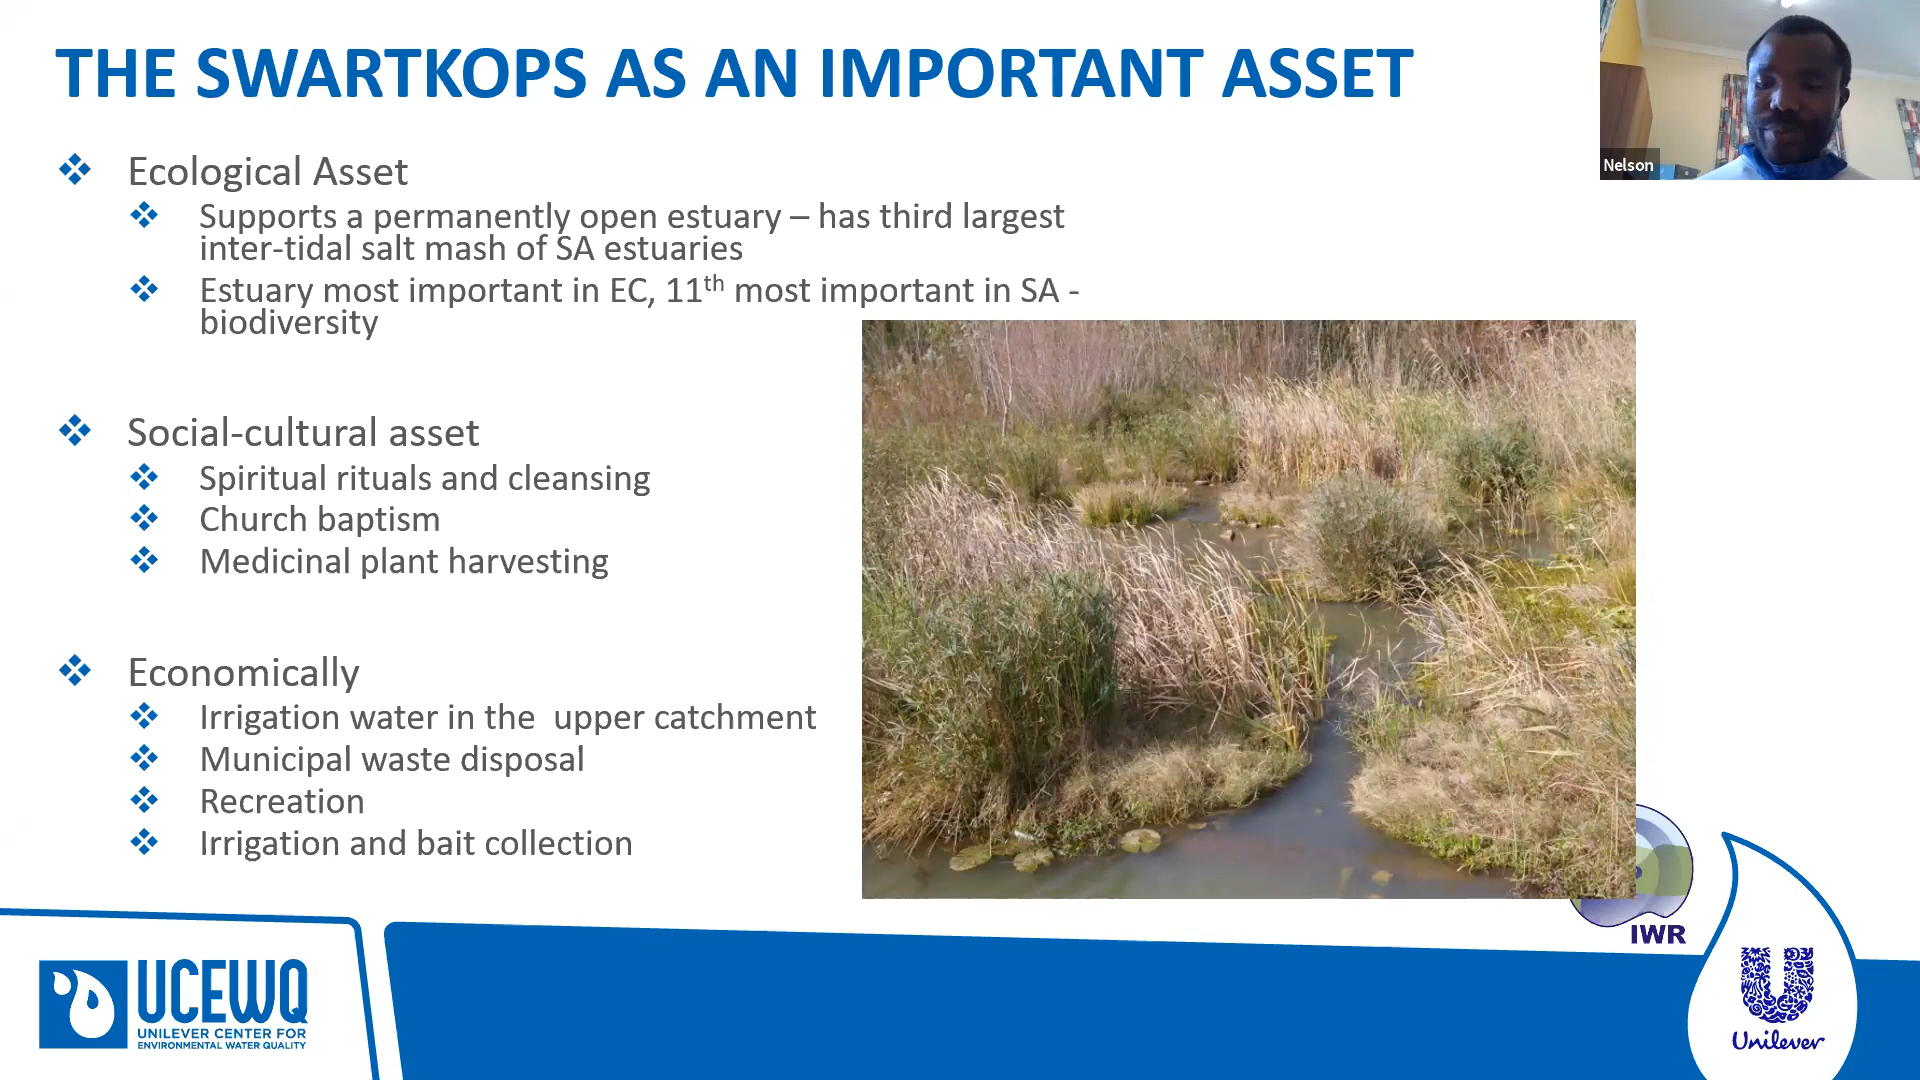 THE SWARTKOPS AS AN IMPORTANT ASSET
Nelson
Ecological Asset
Supports a permanently open estuary – has third largest
inter-tidal salt mash of SA estuaries
Estuary most important in EC, 11th most important in SA -
biodiversity
Social-cultural asset
Spiritual rituals and cleansing
Church baptism
Medicinal plant harvesting
Economically
Irrigation water in the  upper catchment
Municipal waste disposal
Recreation
Irrigation and bait collection
IWR
UCEWQ
UNILEVER CENTER FOR
ENVIRONMENTAL WATER QUALITY
Unilever